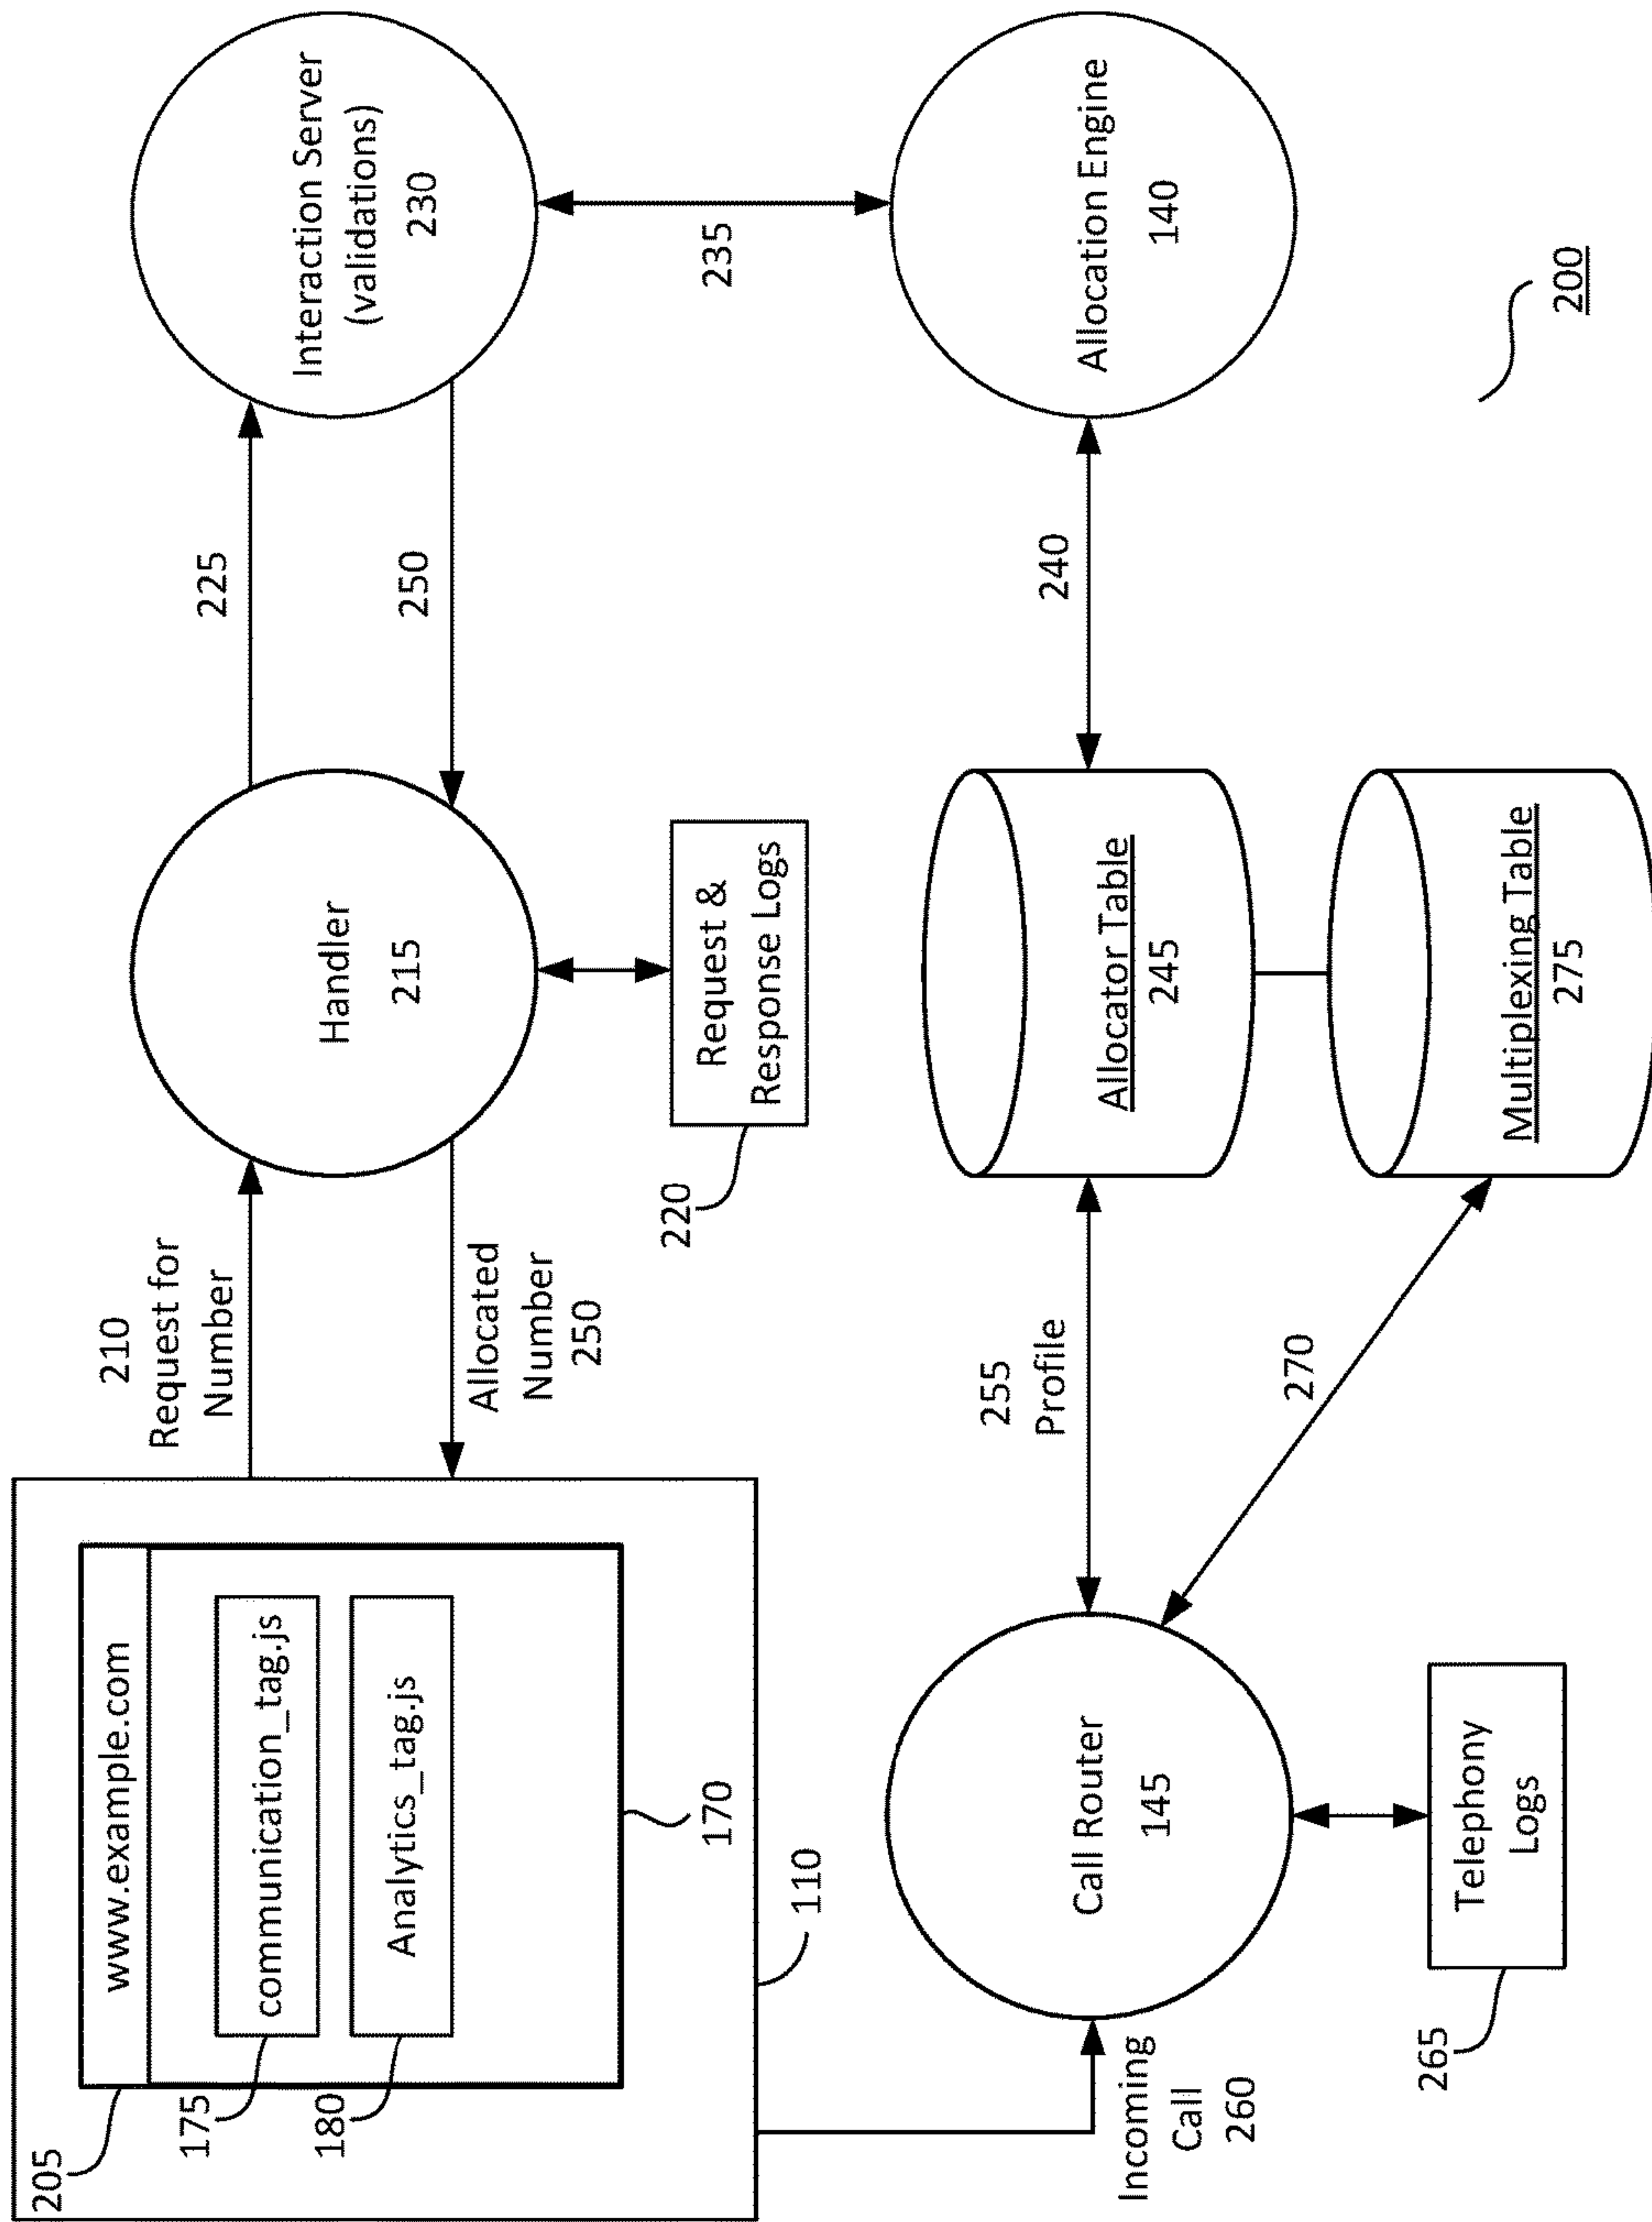 205
www.example.com
175
communication_tag.js
180
Analytics_tag.js
170
110
210
Request for
Number
Allocated
Number
250
Handler
215
220
Request &
Response Logs
225
250
Interaction Server
(validations)
230
235
Incoming
Call
260
Call Router
145
265
Telephony
Logs
255
Profile
270
Allocator Table
245
Multiplexing Table
275
240
Allocation Engine
140
200